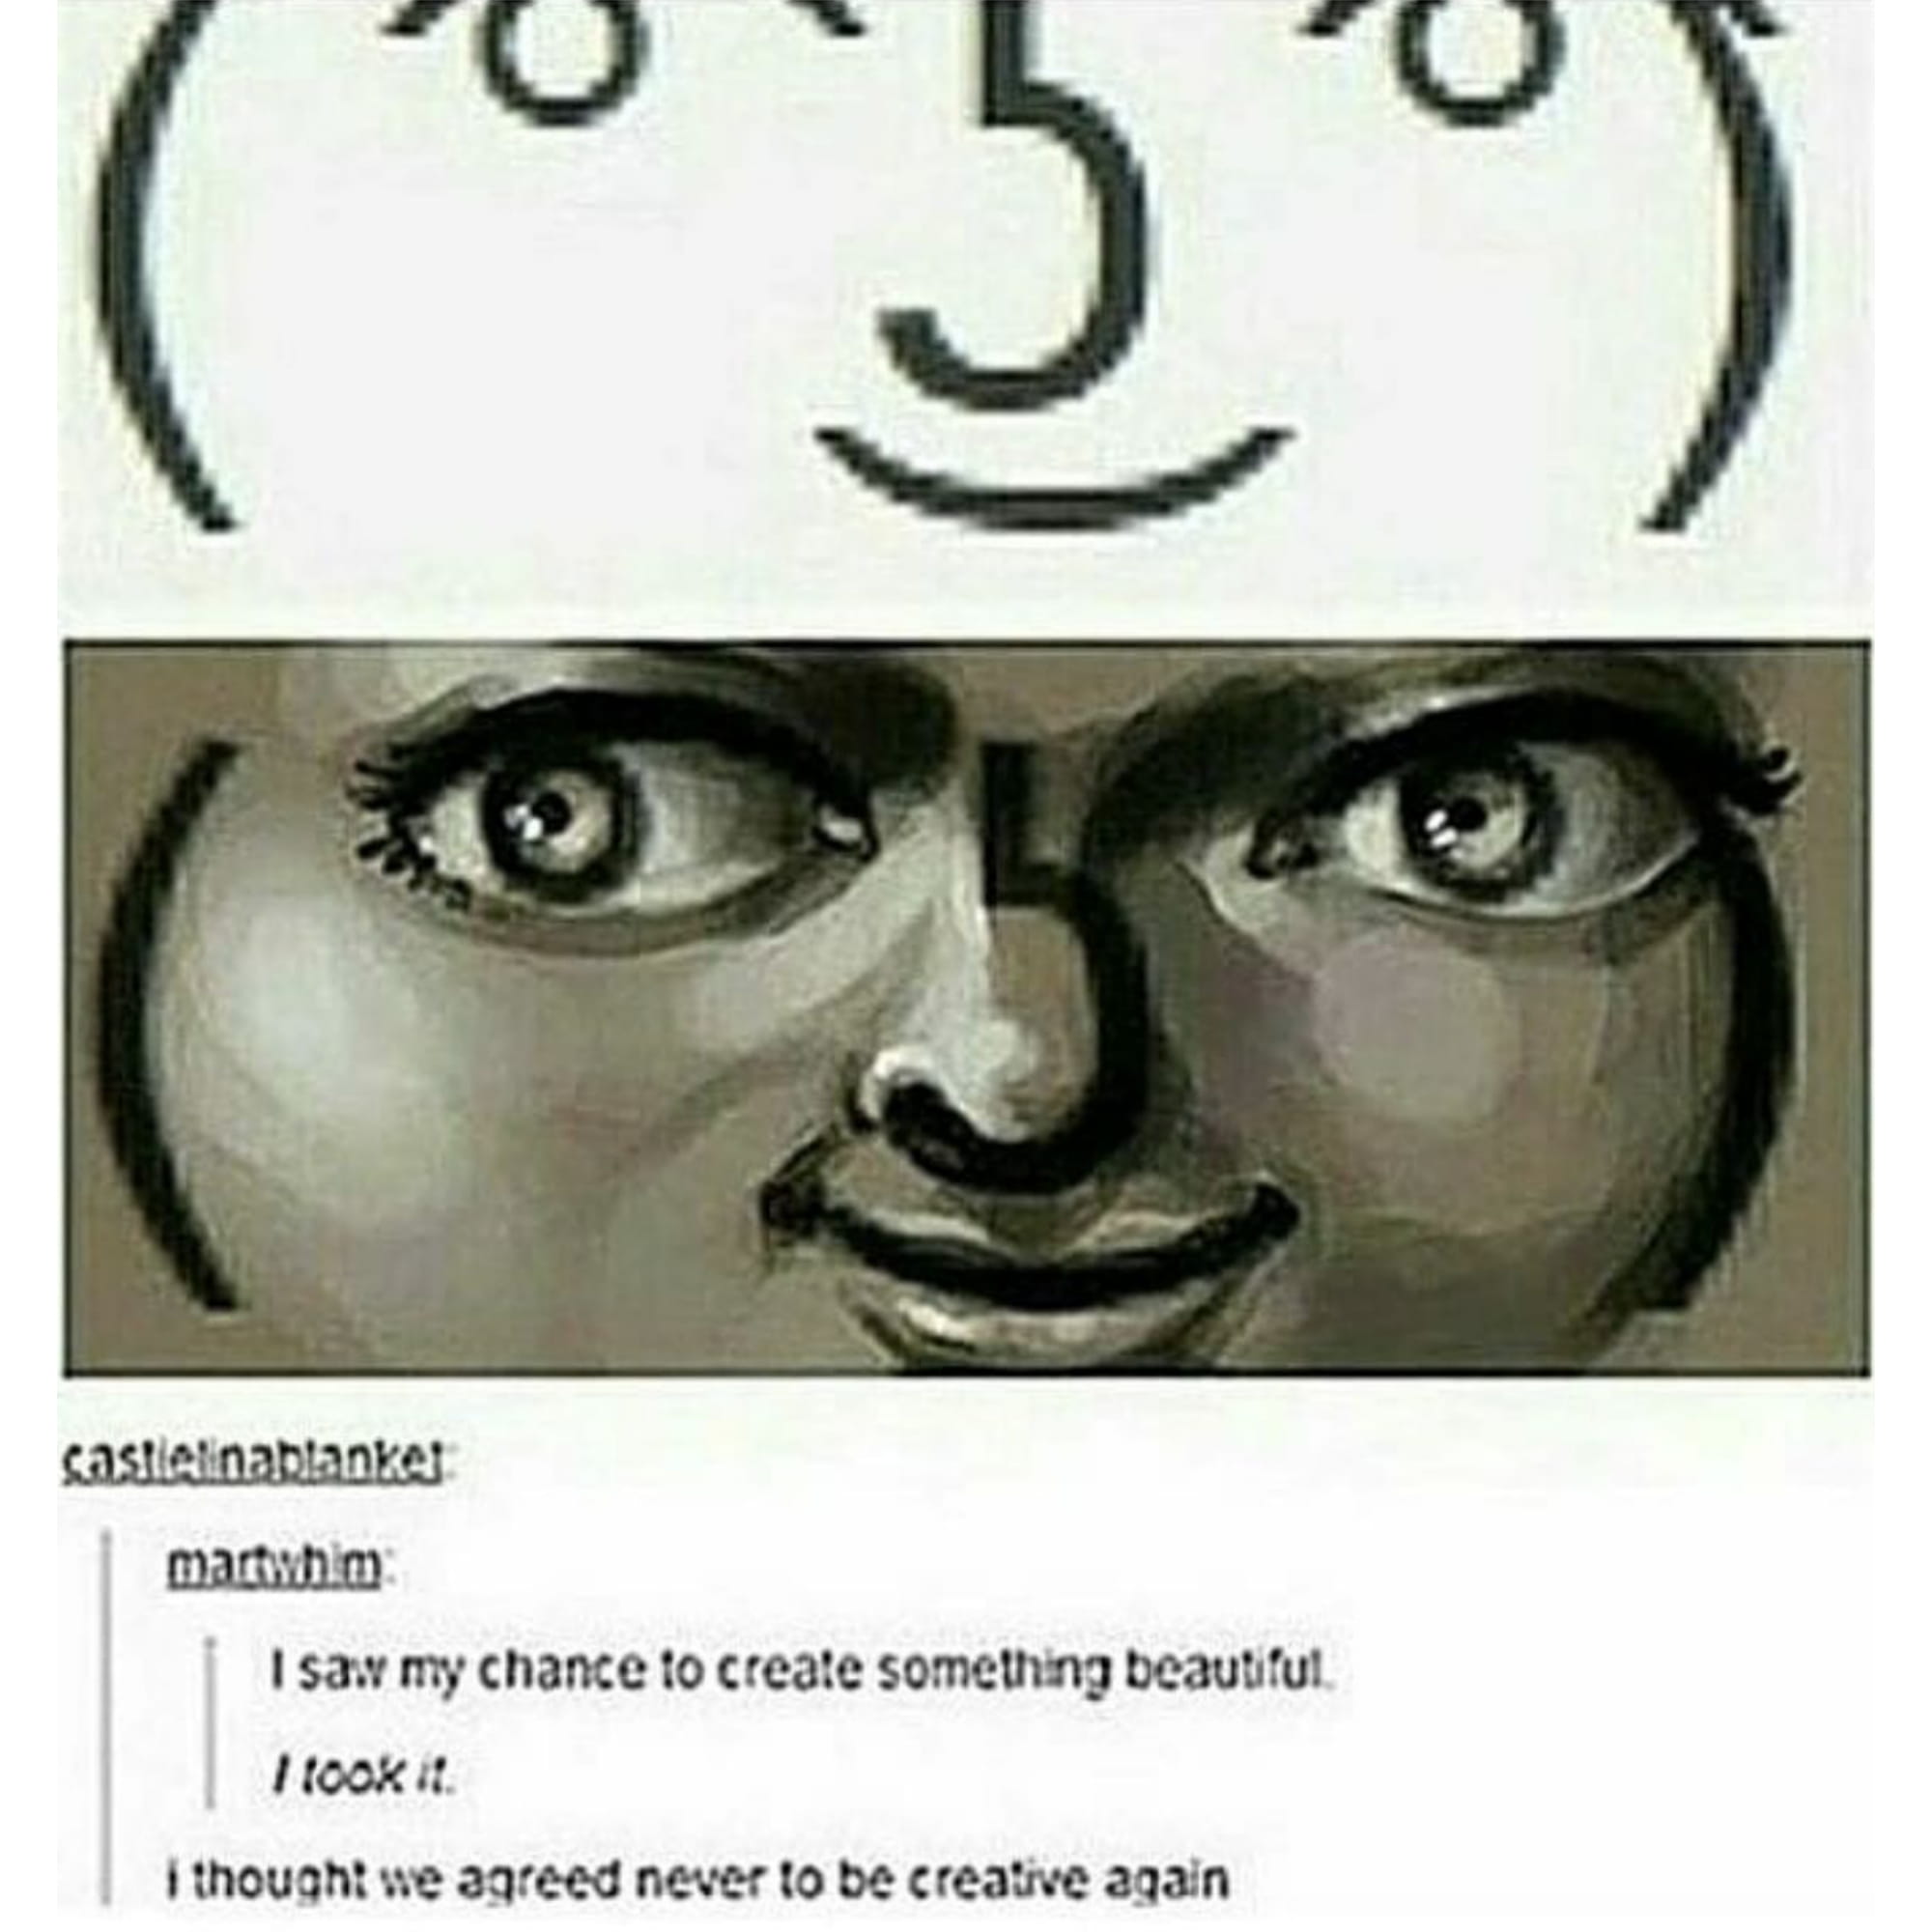 castielinablanket:
martwhim:
I saw my chance to create something beautiful.
I took it.
i thought we agreed never to be creative again